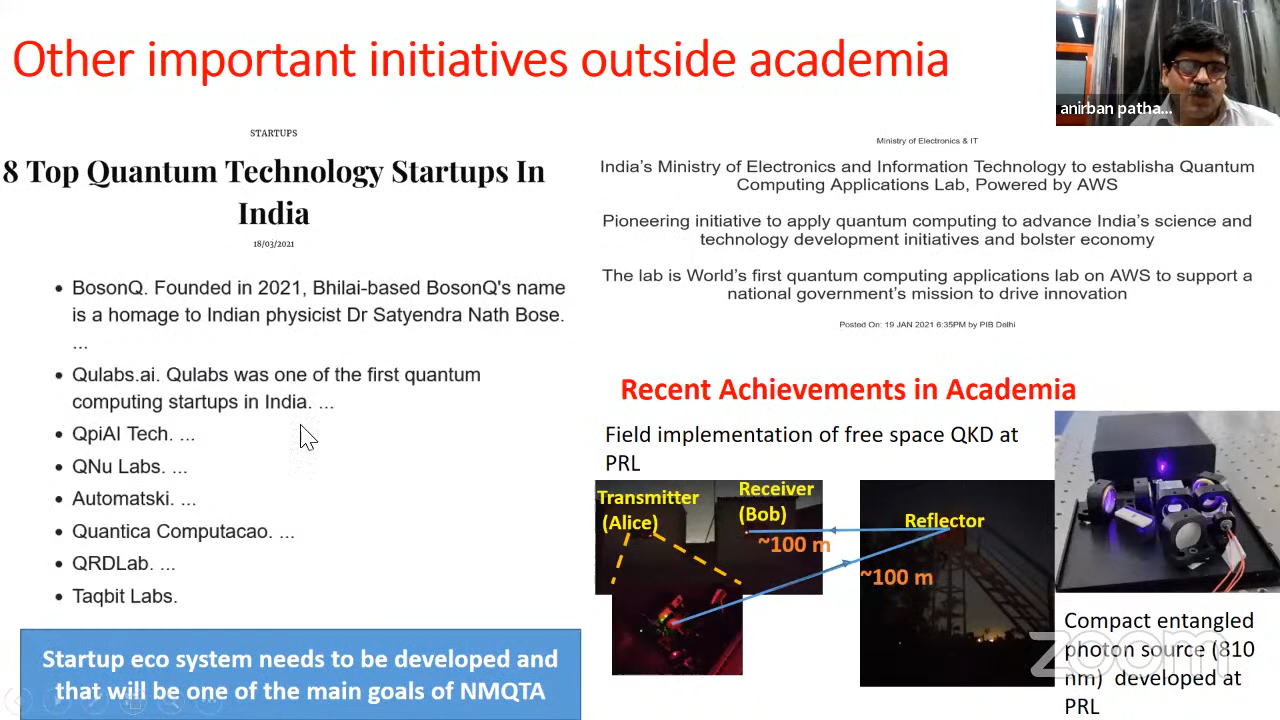 Other important initiatives outside academia
anirban patha...
STARTUPS
8 Top Quantum Technology Startups In
India
18/03/2021
• BosonQ. Founded in 2021, Bhilai-based BosonQ's name
is a homage to Indian physicist Dr Satyendra Nath Bose.
...
• Qulabs.ai. Qulabs was one of the first quantum
computing startups in India. ...
• QpiAI Tech. ...
• QNu Labs. ...
• Automatski. ...
• Quantica Computacao. ...
• QRDLab. ...
• Taqbit Labs.
Startup eco system needs to be developed and
that will be one of the main goals of NMQTA
Ministry of Electronics & IT
India's Ministry of Electronics and Information Technology to establisha Quantum
Computing Applications Lab, Powered by AWS
Pioneering initiative to apply quantum computing to advance India's science and
technology development initiatives and bolster economy
The lab is World's first quantum computing applications lab on AWS to support a
national government's mission to drive innovation
Posted On: 19 JAN 2021 6:35PM by PIB Delhi
Recent Achievements in Academia
Field implementation of free space QKD at
PRL
Transmitter
(Alice)
Receiver
(Bob)
~100 m
Reflector
~100 m
Compact entangled
photon source (810
nm) developed at
PRL
zoom